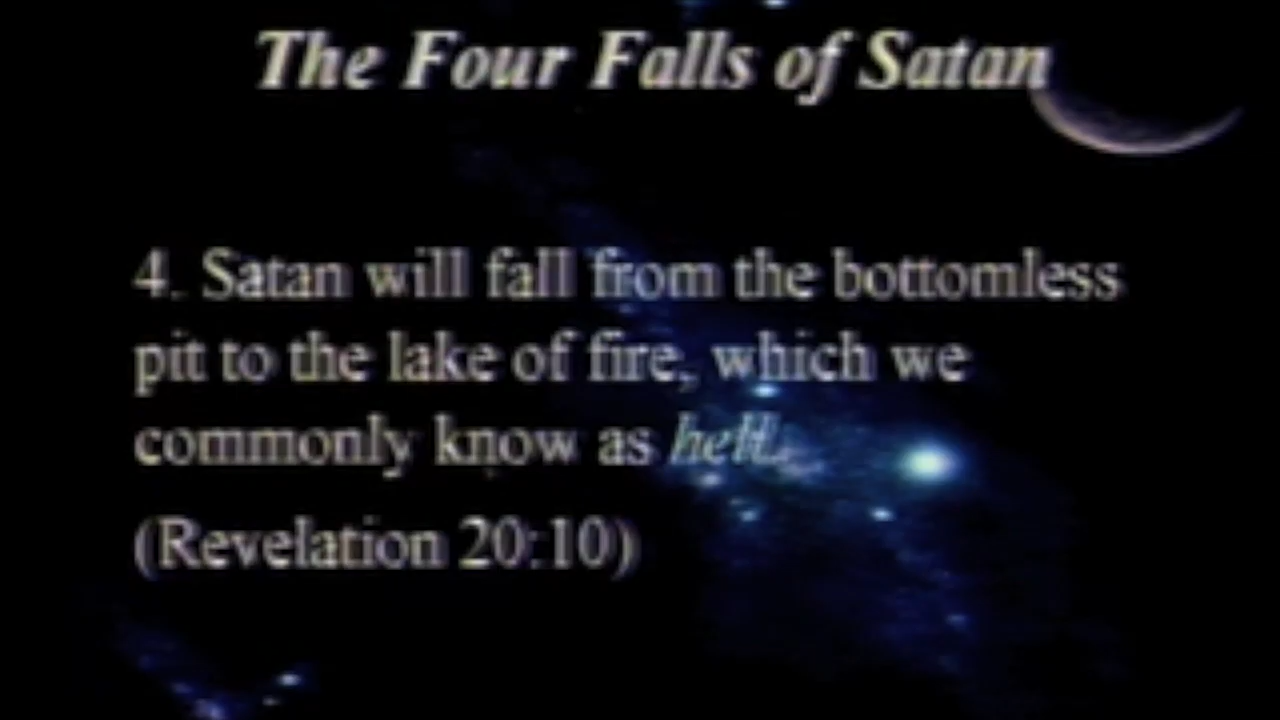 The Four Falls of Satan
4. Satan will fall from the bottomless
pit to the lake of fire, which we
commonly know as hell.
(Revelation 20:10)